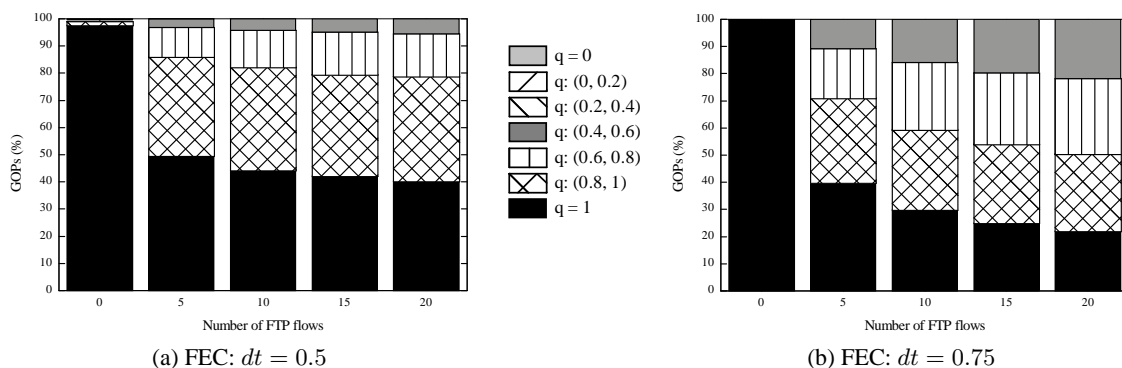 100
90
80
70
60
50
40
30
20
10
0
GOPs (%)
0 5 10 15 20
Number of FTP flows
(a) FEC: dt = 0.5
q = 0
q: (0, 0.2)
q: (0.2, 0.4)
q: (0.4, 0.6)
q: (0.6, 0.8)
q: (0.8, 1)
q = 1
100
90
80
70
60
50
40
30
20
10
0
GOPs (%)
0 5 10 15 20
Number of FTP flows
(b) FEC: dt = 0.75